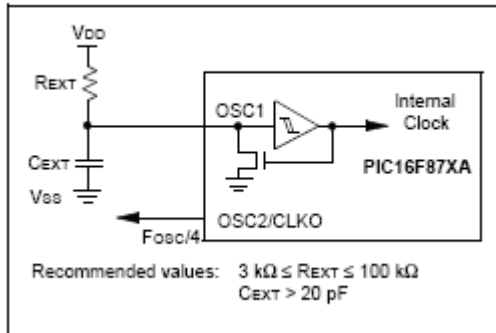 VDD
REXT
OSC1
Internal
Clock
CEXT
PIC16F87XA
VSS
OSC2/CLKO
FOSC/4
Recommended values: 3 kΩ ≤ REXT ≤ 100 kΩ
CEXT > 20 pF